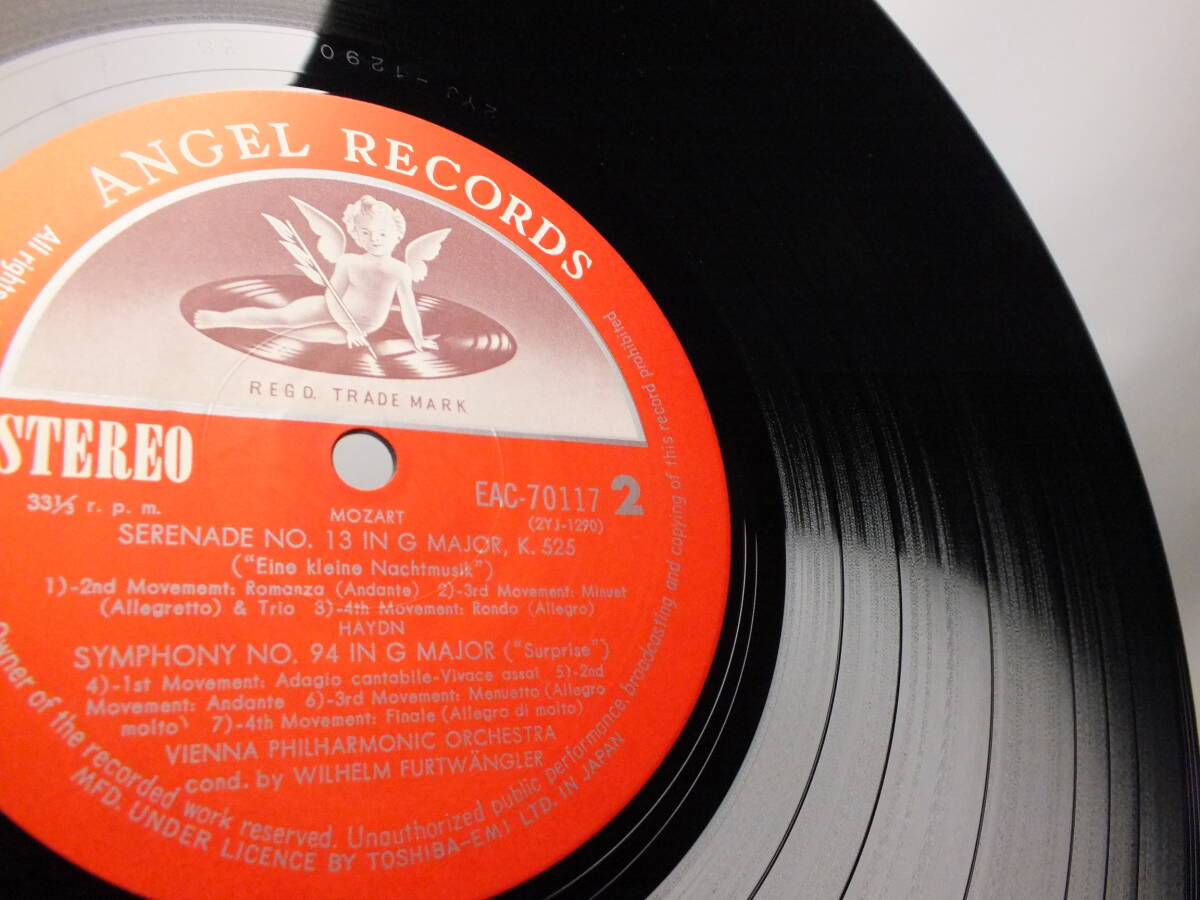 2YJ-1290
ANGEL RECORDS
REGD. TRADE MARK
STEREO
33⅓ r. p. m.
EAC-70117 2
(2YJ-1290)
MOZART
SERENADE NO. 13 IN G MAJOR, K. 525
("Eine kleine Nachtmusik")
1)-2nd Movememt: Romanza (Andante) 2)-3rd Movement: Minuet
(Allegretto) & Trio 3)-4th Movement: Rondo (Allegro)
HAYDN
SYMPHONY NO. 94 IN G MAJOR ("Surprise")
4)-1st Movement: Adagio cantabile-Vivace assai 5)-2nd
Movement: Andante 6)-3rd Movement: Menuetto (Allegro
molto) 7)-4th Movement: Finale (Allegro di molto)
VIENNA PHILHARMONIC ORCHESTRA
cond. by WILHELM FURTWÄNGLER
All rights
Owner of the recorded work reserved. Unauthorized public performance, broadcasting and copying of this record prohibited
MFD. UNDER LICENCE BY TOSHIBA-EMI LTD. IN JAPAN